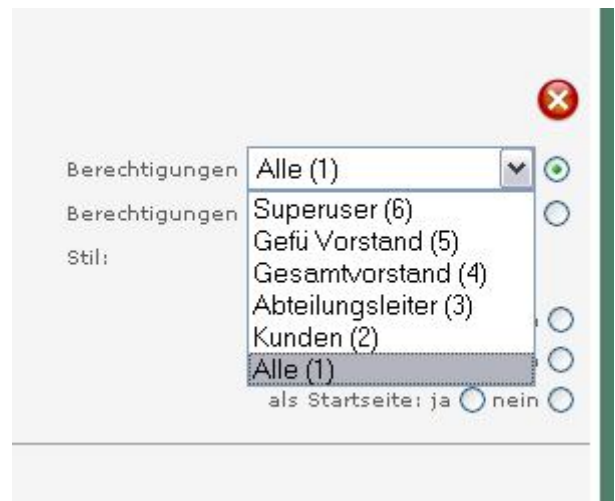 Berechtigungen Alle (1)
Berechtigungen Superuser (6)
Gefü Vorstand (5)
Stil:
Gesamtvorstand (4)
Abteilungsleiter (3)
Kunden (2)
Alle (1)
als Startseite: ja nein